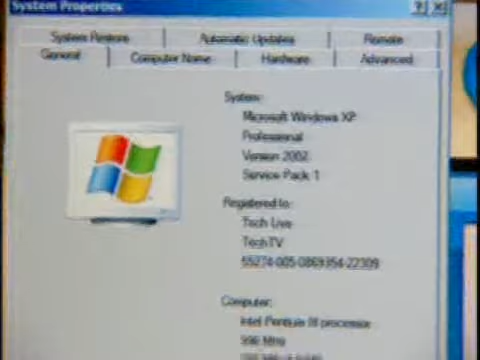 System Properties
System Restore Automatic Updates Remote
General Computer Name Hardware Advanced
System:
Microsoft Windows XP
Professional
Version 2002
Service Pack 1
Registered to:
Tech Live
TechTV
55274-005-0869354-22309
Computer:
Intel Pentium III processor
MHz